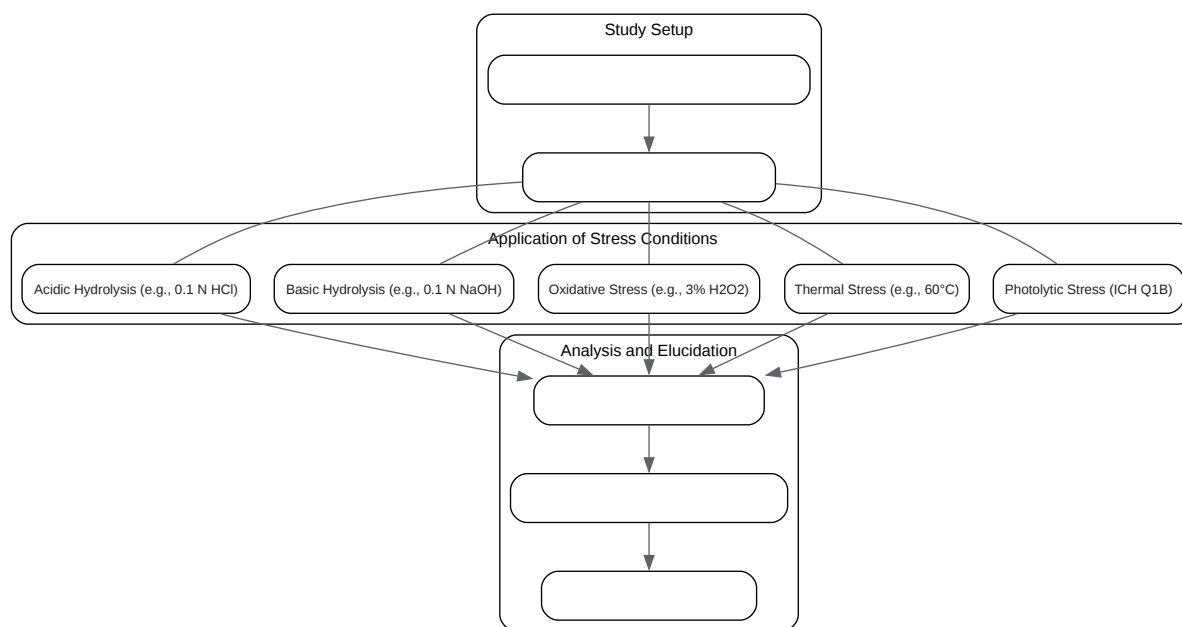 Study Setup
Application of Stress Conditions
Acidic Hydrolysis (e.g., 0.1 N HCl)
Basic Hydrolysis (e.g., 0.1 N NaOH)
Oxidative Stress (e.g., 3% H2O2)
Thermal Stress (e.g., 60°C)
Photolytic Stress (ICH Q1B)
Analysis and Elucidation